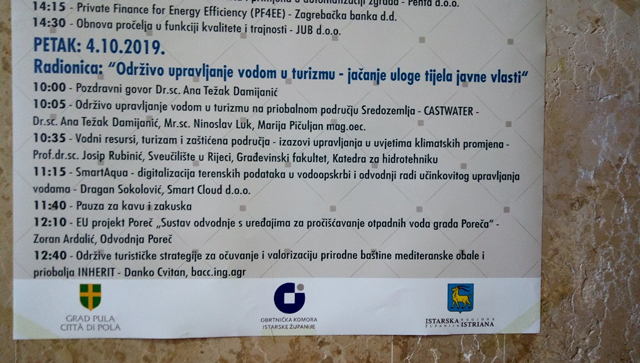 zgrada - Penta d.o.o.
14:15 - Private Finance for Energy Efficiency (PF4EE) - Zagrebačka banka d.d.
14:30 - Obnova pročelja u funkciji kvalitete i trajnosti - JUB d.o.o.
PETAK: 4.10.2019.
Radionica: “Održivo upravljanje vodom u turizmu - jačanje uloge tijela javne vlasti“
10:00 - Pozdravni govor Dr.sc. Ana Težak Damijanić
10:05 - Održivo upravljanje vodom u turizmu na priobalnom području Sredozemlja - CASTWATER -
Dr.sc. Ana Težak Damijanić, Mr.sc. Ninoslav Luk, Marija Pičuljan mag.oec.
10:35 - Vodni resursi, turizam i zaštićena područja - izazovi upravljanja u uvjetima klimatskih promjena -
Prof.dr.sc. Josip Rubinić, Sveučilište u Rijeci, Građevinski fakultet, Katedra za hidrotehniku
11:15 - SmartAqua - digitalizacija terenskih podataka u vodoopskrbi i odvodnji radi učinkovitog upravljanja
vodama - Dragan Sokolović, Smart Cloud d.o.o.
11:40 - Pauza za kavu i zakuska
12:10 - EU projekt Poreč „Sustav odvodnje s uređajima za pročišćavanje otpadnih voda grada Poreča“ -
Zoran Ardalić, Odvodnja Poreč
12:40 - Održive turističke strategije za očuvanje i valorizaciju prirodne baštine mediteranske obale i
priobalja INHERIT - Danko Cvitan, bacc.ing.agr
GRAD PULA
CITTÀ DI POLA
OBRTNIČKA KOMORA
ISTARSKE ŽUPANIJE
ISTARSKA REGIONE
ŽUPANIJA ISTRIANA